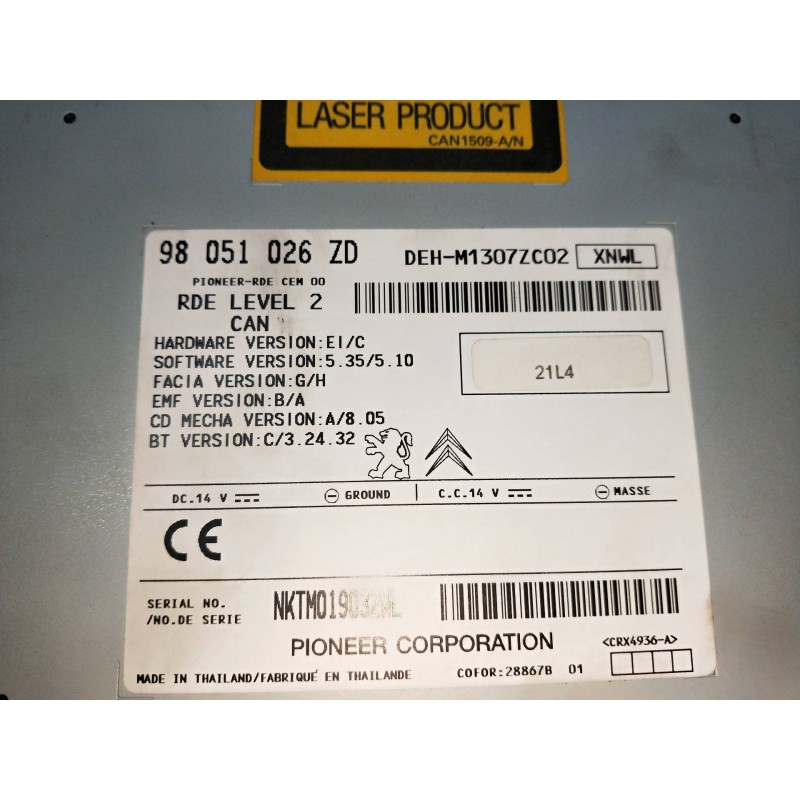 LASER PRODUCT
CAN1509-A/N
98 051 026 ZD DEH-M1307ZC02 XNWL
PIONEER-RDE CEM 00
RDE LEVEL 2
CAN
HARDWARE VERSION:EI/C
SOFTWARE VERSION:5.35/5.10
FACIA VERSION:G/H
EMF VERSION:B/A
CD MECHA VERSION:A/8.05
BT VERSION:C/3.24.32
21L4
DC.14 V GROUND C.C.14 V MASSE
CE
SERIAL NO.
/NO.DE SERIE
PIONEER CORPORATION <CRX4936-A>
MADE IN THAILAND/FABRIQUÉ EN THAILANDE COFOR:28867B 01